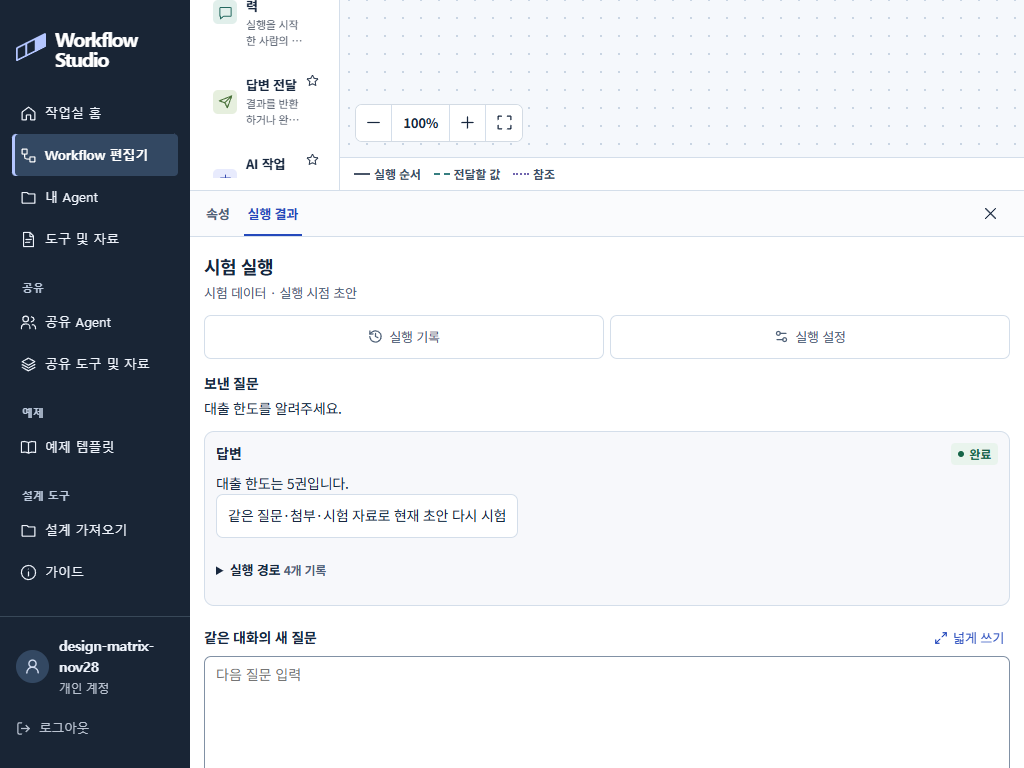 Workflow
Studio
작업실 홈
Workflow 편집기
내 Agent
도구 및 자료
공유
공유 Agent
공유 도구 및 자료
예제
예제 템플릿
설계 도구
설계 가져오기
가이드
design-matrix-
nov28
개인 계정
로그아웃
력
실행을 시작
한 사람의 …
답변 전달
결과를 반환
하거나 완…
AI 작업
100%
실행 순서
전달할 값
참조
속성
실행 결과
시험 실행
시험 데이터 · 실행 시점 초안
실행 기록
실행 설정
보낸 질문
대출 한도를 알려주세요.
답변
완료
대출 한도는 5권입니다.
같은 질문·첨부·시험 자료로 현재 초안 다시 시험
실행 경로 4개 기록
같은 대화의 새 질문
넓게 쓰기
다음 질문 입력